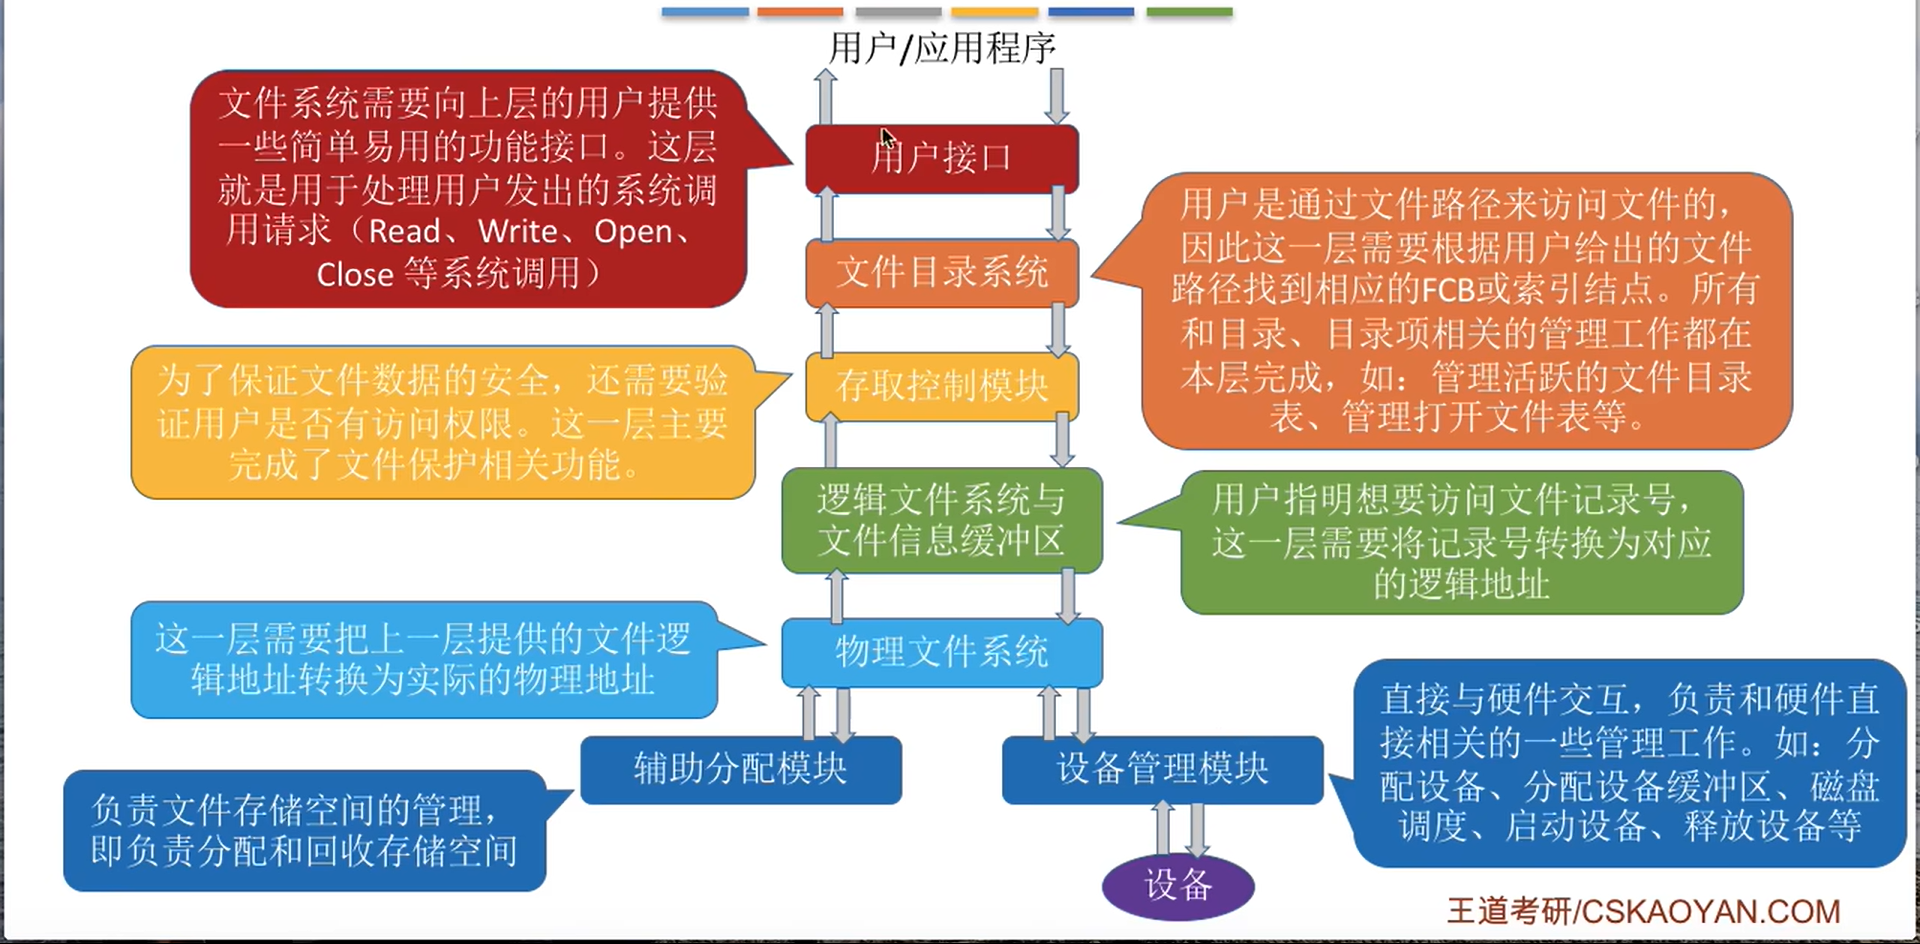 用户/应用程序
文件系统需要向上层的用户提供
一些简单易用的功能接口。这层
就是用于处理用户发出的系统调
用请求（Read、Write、Open、
Close 等系统调用）
用户接口
用户是通过文件路径来访问文件的，
因此这一层需要根据用户给出的文件
路径找到相应的FCB或索引结点。所有
和目录、目录项相关的管理工作都在
本层完成，如：管理活跃的文件目录
表、管理打开文件表等。
文件目录系统
为了保证文件数据的安全，还需要验
证用户是否有访问权限。这一层主要
完成了文件保护相关功能。
存取控制模块
逻辑文件系统与
文件信息缓冲区
用户指明想要访问文件记录号，
这一层需要将记录号转换为对应
的逻辑地址
这一层需要把上一层提供的文件逻
辑地址转换为实际的物理地址
物理文件系统
辅助分配模块
设备管理模块
直接与硬件交互，负责和硬件直
接相关的一些管理工作。如：分
配设备、分配设备缓冲区、磁盘
调度、启动设备、释放设备等
负责文件存储空间的管理，
即负责分配和回收存储空间
设备
王道考研/CSKAOYAN.COM